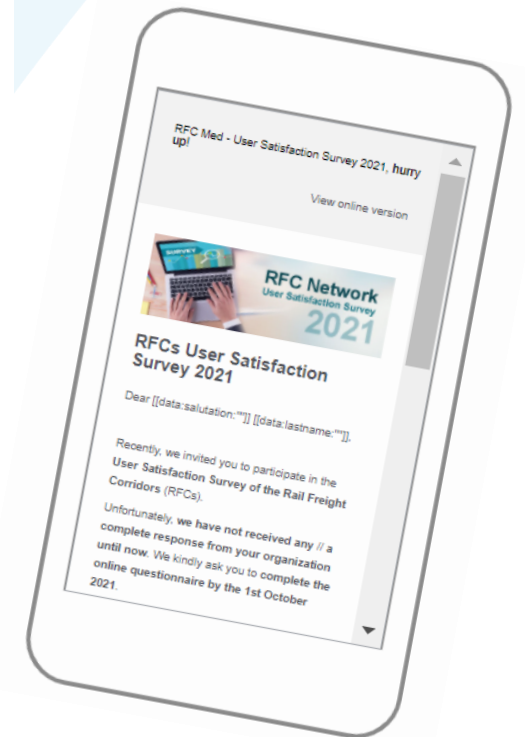 RFC Med - User Satisfaction Survey 2021, hurry
up!
View online version
SURVEY
RFC Network
User Satisfaction Survey
2021
RFCs User Satisfaction
Survey 2021
Dear [[data:salutation:""]] [[data:lastname:""]],
Recently, we invited you to participate in the
User Satisfaction Survey of the Rail Freight
Corridors (RFCs).
Unfortunately, we have not received any // a
complete response from your organization
until now. We kindly ask you to complete the
online questionnaire by the 1st October
2021.